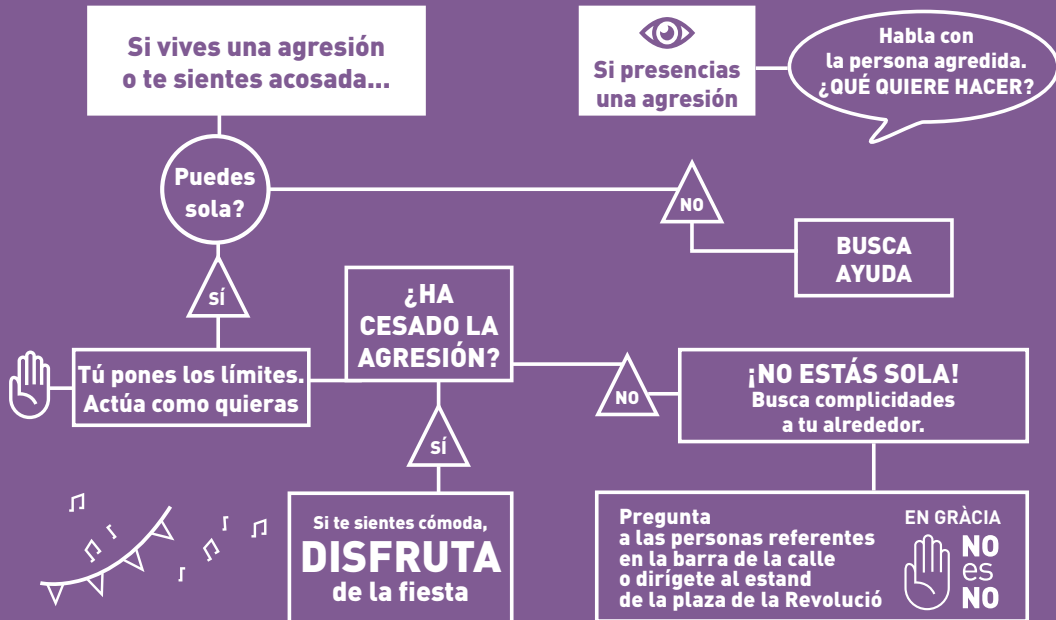 Si vives una agresión
o te sientes acosada...
Si presencias
una agresión
Habla con
la persona agredida.
¿QUÉ QUIERE HACER?
Puedes
sola?
NO
BUSCA
AYUDA
SÍ
¿HA
CESADO LA
AGRESIÓN?
Tú pones los límites.
Actúa como quieras
NO
¡NO ESTÁS SOLA!
Busca complicidades
a tu alrededor.
SÍ
Si te sientes cómoda,
DISFRUTA
de la fiesta
Pregunta
a las personas referentes
en la barra de la calle
o dirígete al estand
de la plaza de la Revolució
EN GRÀCIA
NO
es
NO